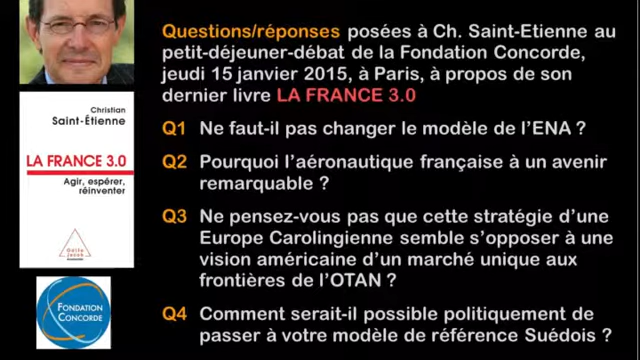 Questions/réponses posées à Ch. Saint-Etienne au
petit-déjeuner-débat de la Fondation Concorde,
jeudi 15 janvier 2015, à Paris, à propos de son
dernier livre LA FRANCE 3.0
Christian
Saint-Étienne
LA FRANCE 3.0
Agir, espérer,
réinventer
Odile
Jacob
FONDATION
CONCORDE
Q1 Ne faut-il pas changer le modèle de l'ENA ?
Q2 Pourquoi l'aéronautique française à un avenir
remarquable ?
Q3 Ne pensez-vous pas que cette stratégie d'une
Europe Carolingienne semble s'opposer à une
vision américaine d'un marché unique aux
frontières de l'OTAN ?
Q4 Comment serait-il possible politiquement de
passer à votre modèle de référence Suédois ?